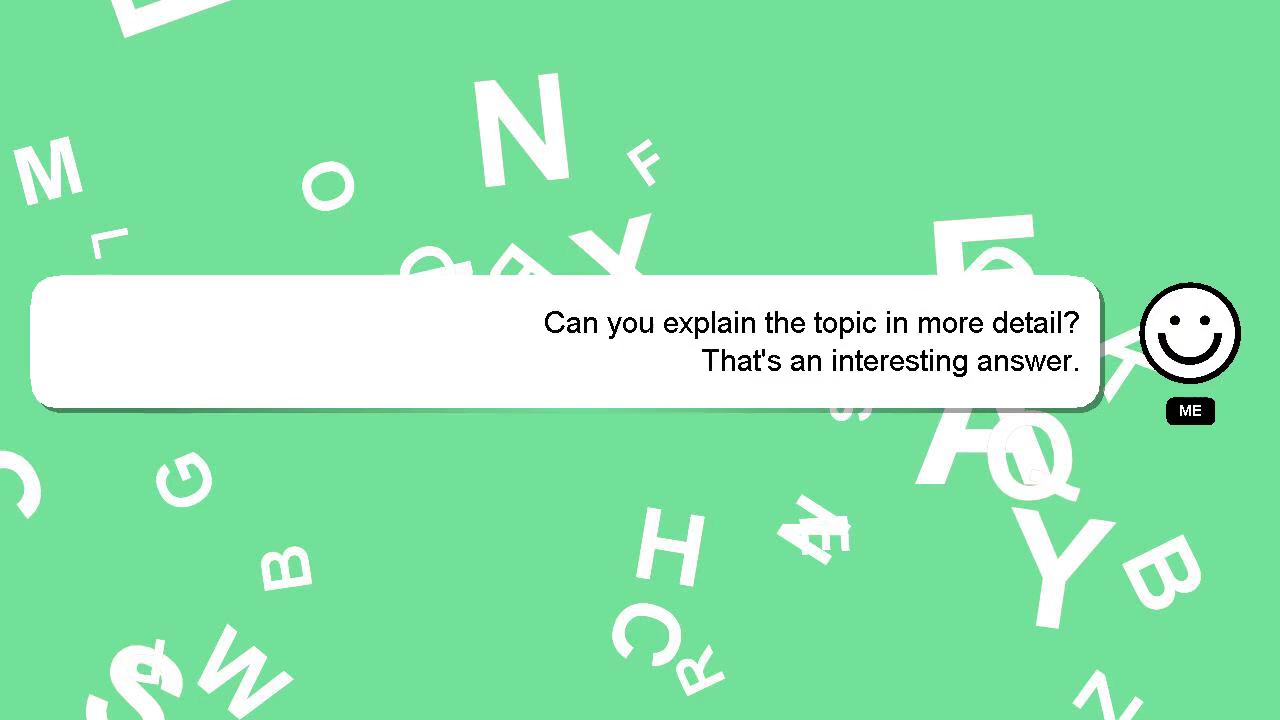 Can you explain the topic in more detail?
That's an interesting answer.
ME